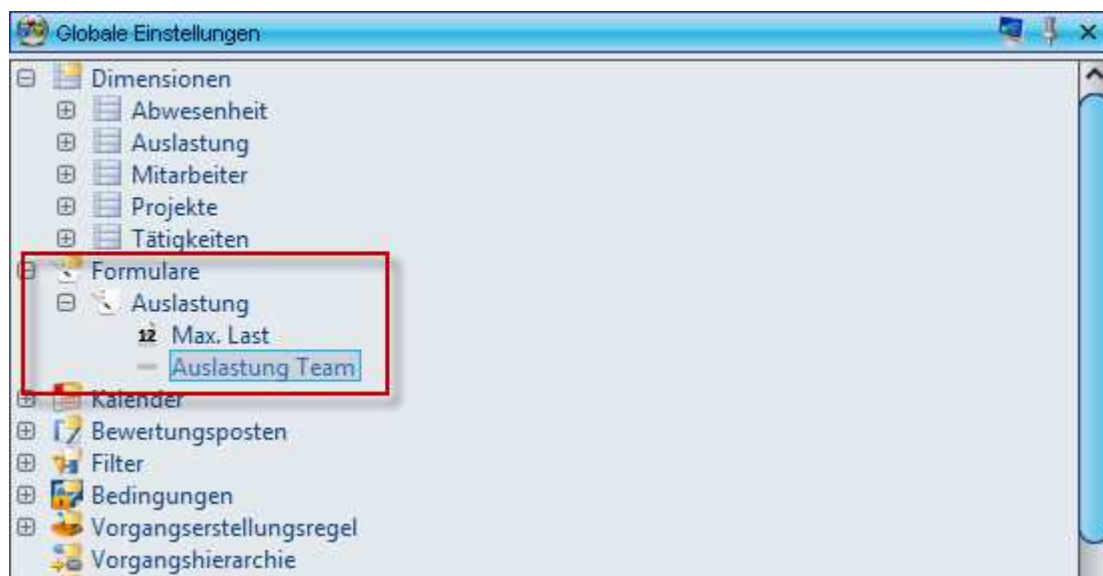 Globale Einstellungen
Dimensionen
Abwesenheit
Auslastung
Mitarbeiter
Projekte
Tätigkeiten
Formulare
Auslastung
12 Max. Last
Auslastung Team
Kalender
Bewertungsposten
Filter
Bedingungen
Vorgangserstellungsregel
Vorgangshierarchie